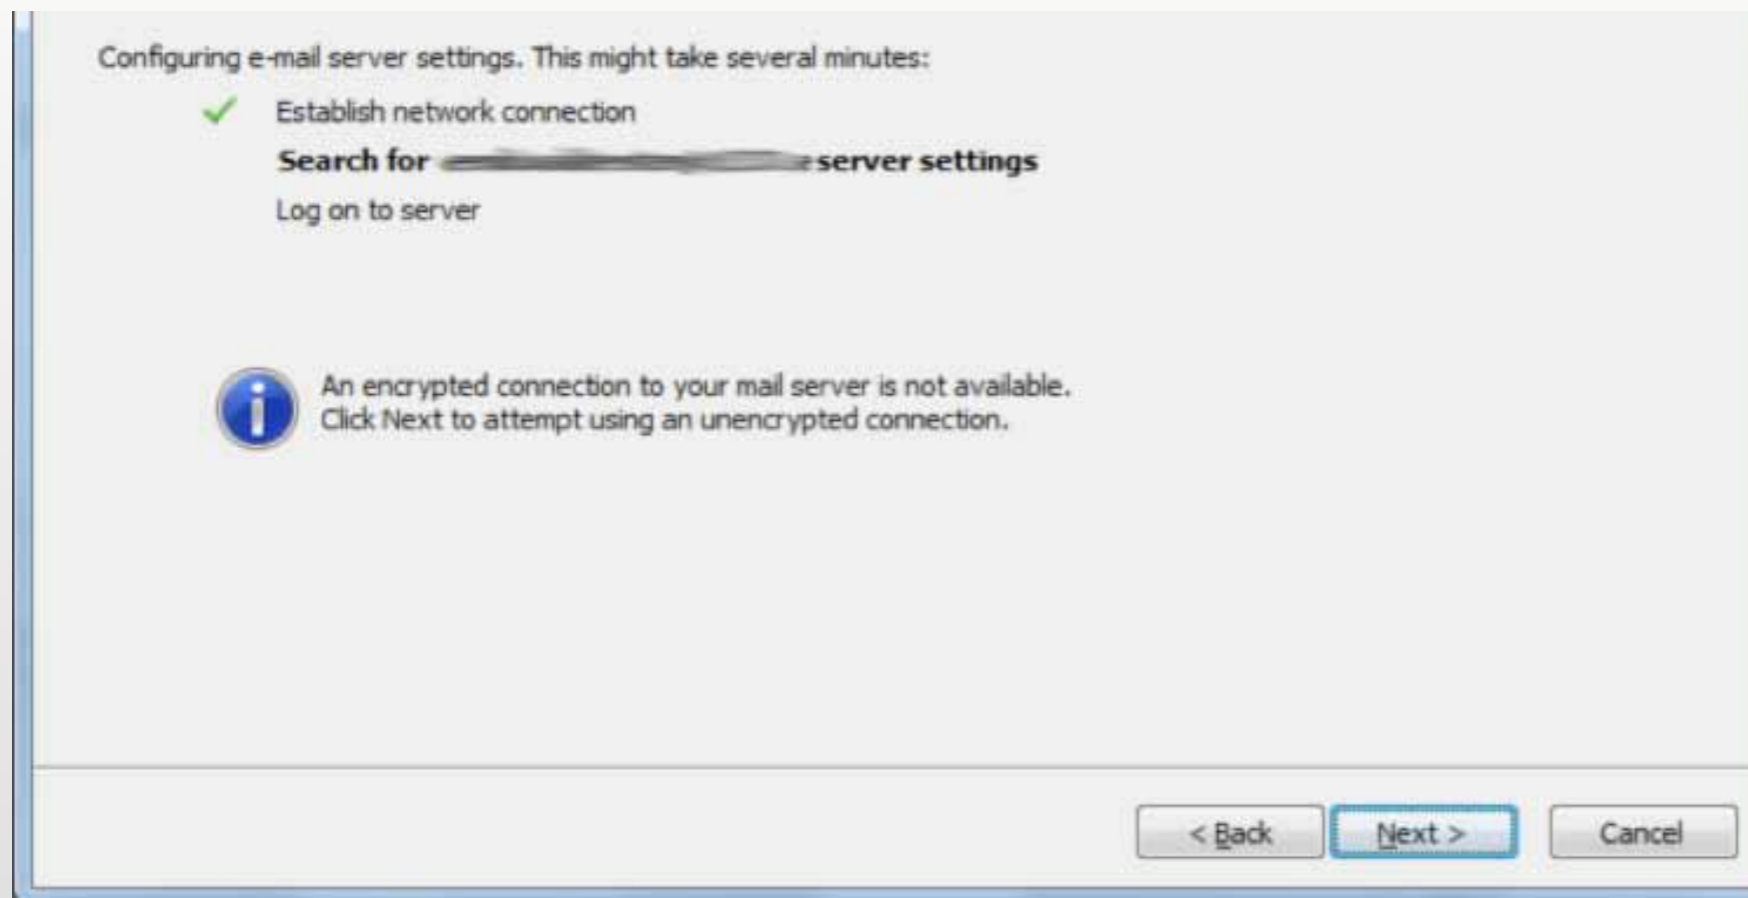 Configuring e-mail server settings. This might take several minutes:
Establish network connection
Search for server settings
Log on to server
An encrypted connection to your mail server is not available.
Click Next to attempt using an unencrypted connection.
< Back
Next >
Cancel